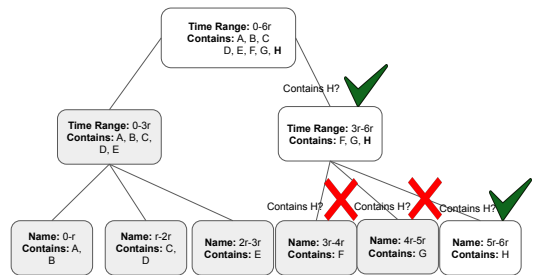 Time Range: 0-6r
Contains: A, B, C
D, E, F, G, H
Contains H?
Time Range: 0-3r
Contains: A, B, C,
D, E
Time Range: 3r-6r
Contains: F, G, H
Contains H?
Contains H?
Contains H?
Name: 0-r
Contains: A,
B
Name: r-2r
Contains: C,
D
Name: 2r-3r
Contains: E
Name: 3r-4r
Contains: F
Name: 4r-5r
Contains: G
Name: 5r-6r
Contains: H